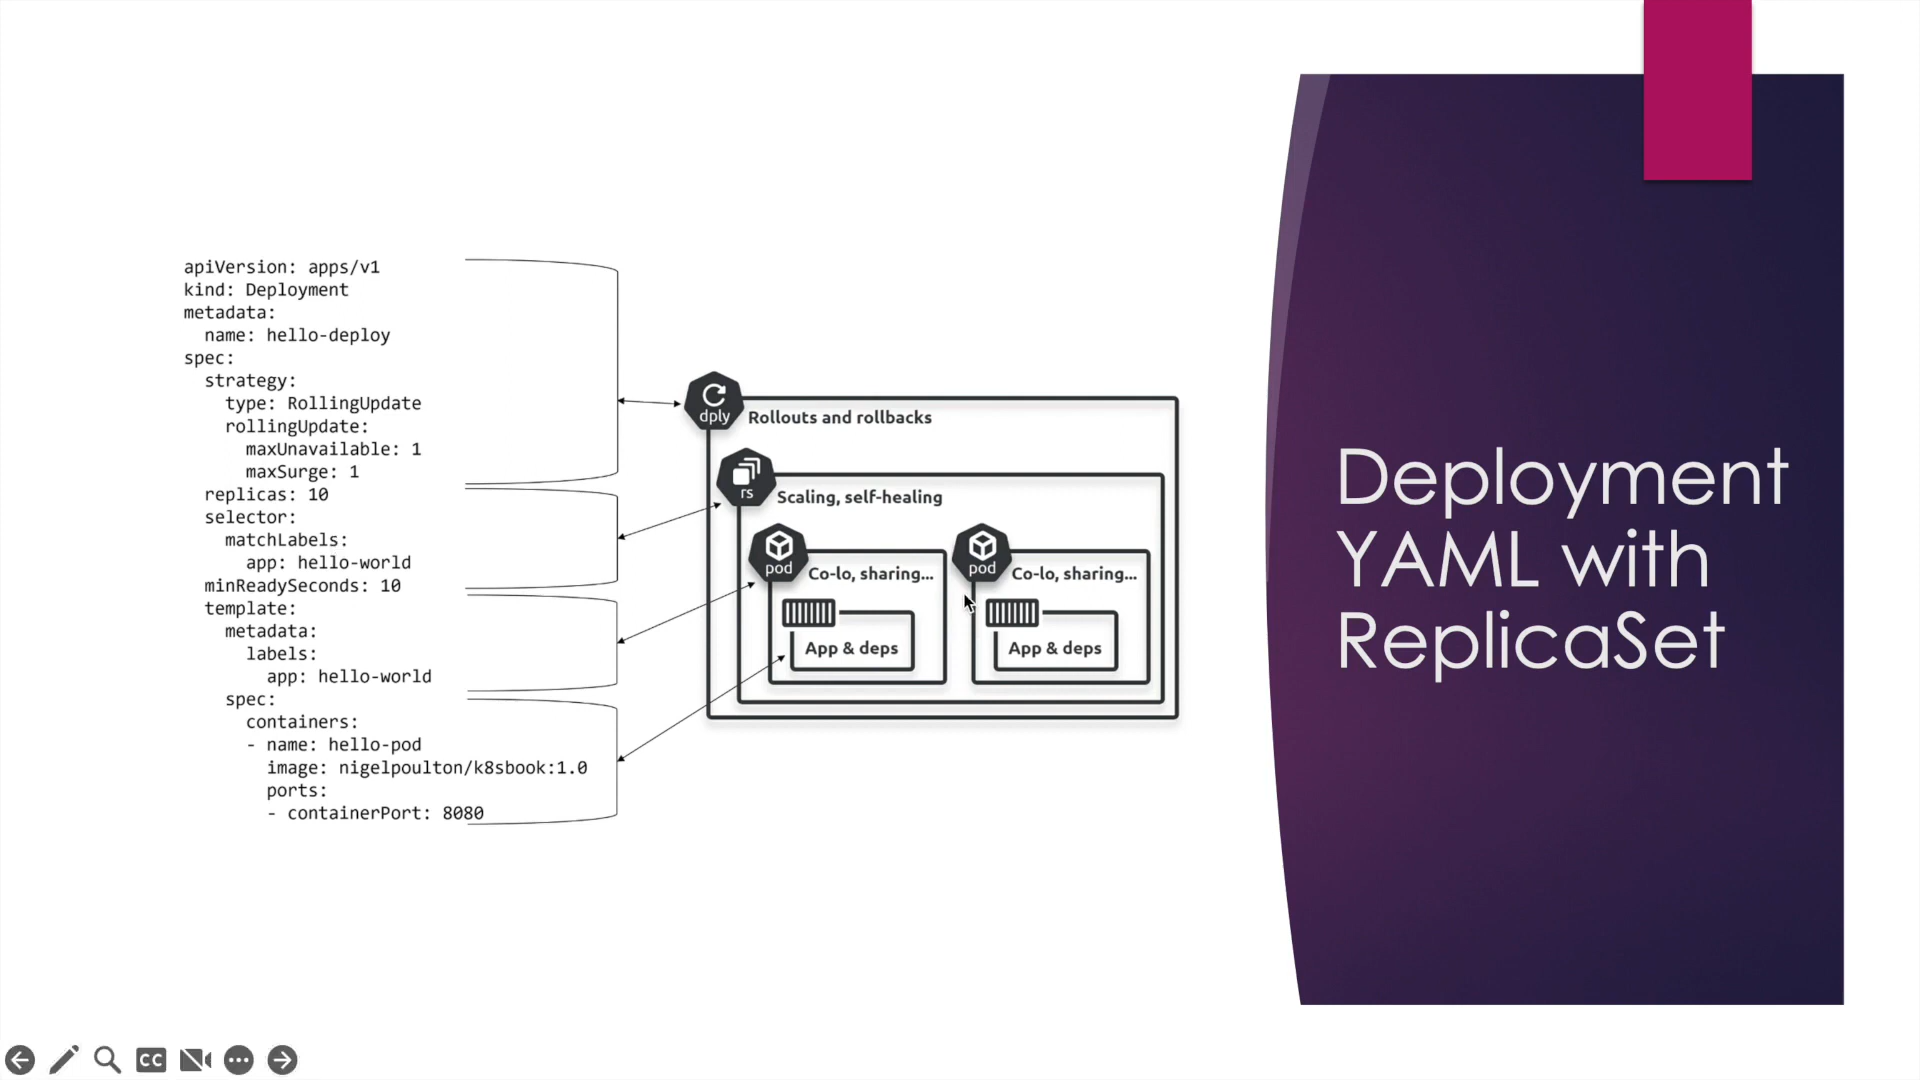 apiVersion: apps/v1
kind: Deployment
metadata:
  name: hello-deploy
spec:
  strategy:
    type: RollingUpdate
    rollingUpdate:
      maxUnavailable: 1
      maxSurge: 1
  replicas: 10
  selector:
    matchLabels:
      app: hello-world
  minReadySeconds: 10
  template:
    metadata:
      labels:
        app: hello-world
    spec:
      containers:
      - name: hello-pod
        image: nigelpoulton/k8sbook:1.0
        ports:
        - containerPort: 8080
dply
Rollouts and rollbacks
rs
Scaling, self-healing
pod
Co-lo, sharing...
App & deps
pod
Co-lo, sharing...
App & deps
Deployment
YAML with
ReplicaSet
CC